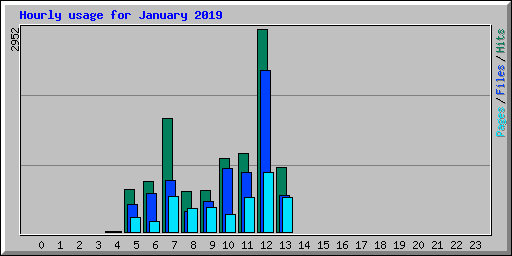 Hourly usage for January 2019
2952
Pages/Files/Hits
0 1 2 3 4 5 6 7 8 9 10 11 12 13 14 15 16 17 18 19 20 21 22 23